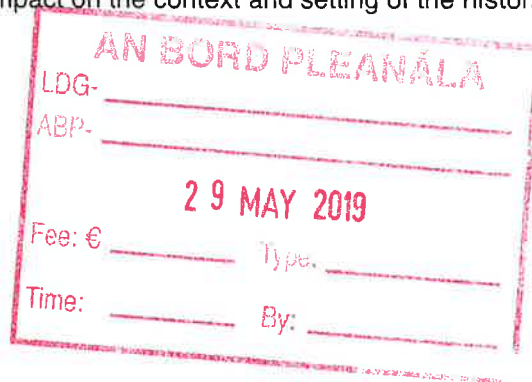 mpact on the context and setting of the histor
AN BORD PLEANÁLA
LDG-
ABP-
29 MAY 2019
Fee: € Type:
Time: By: